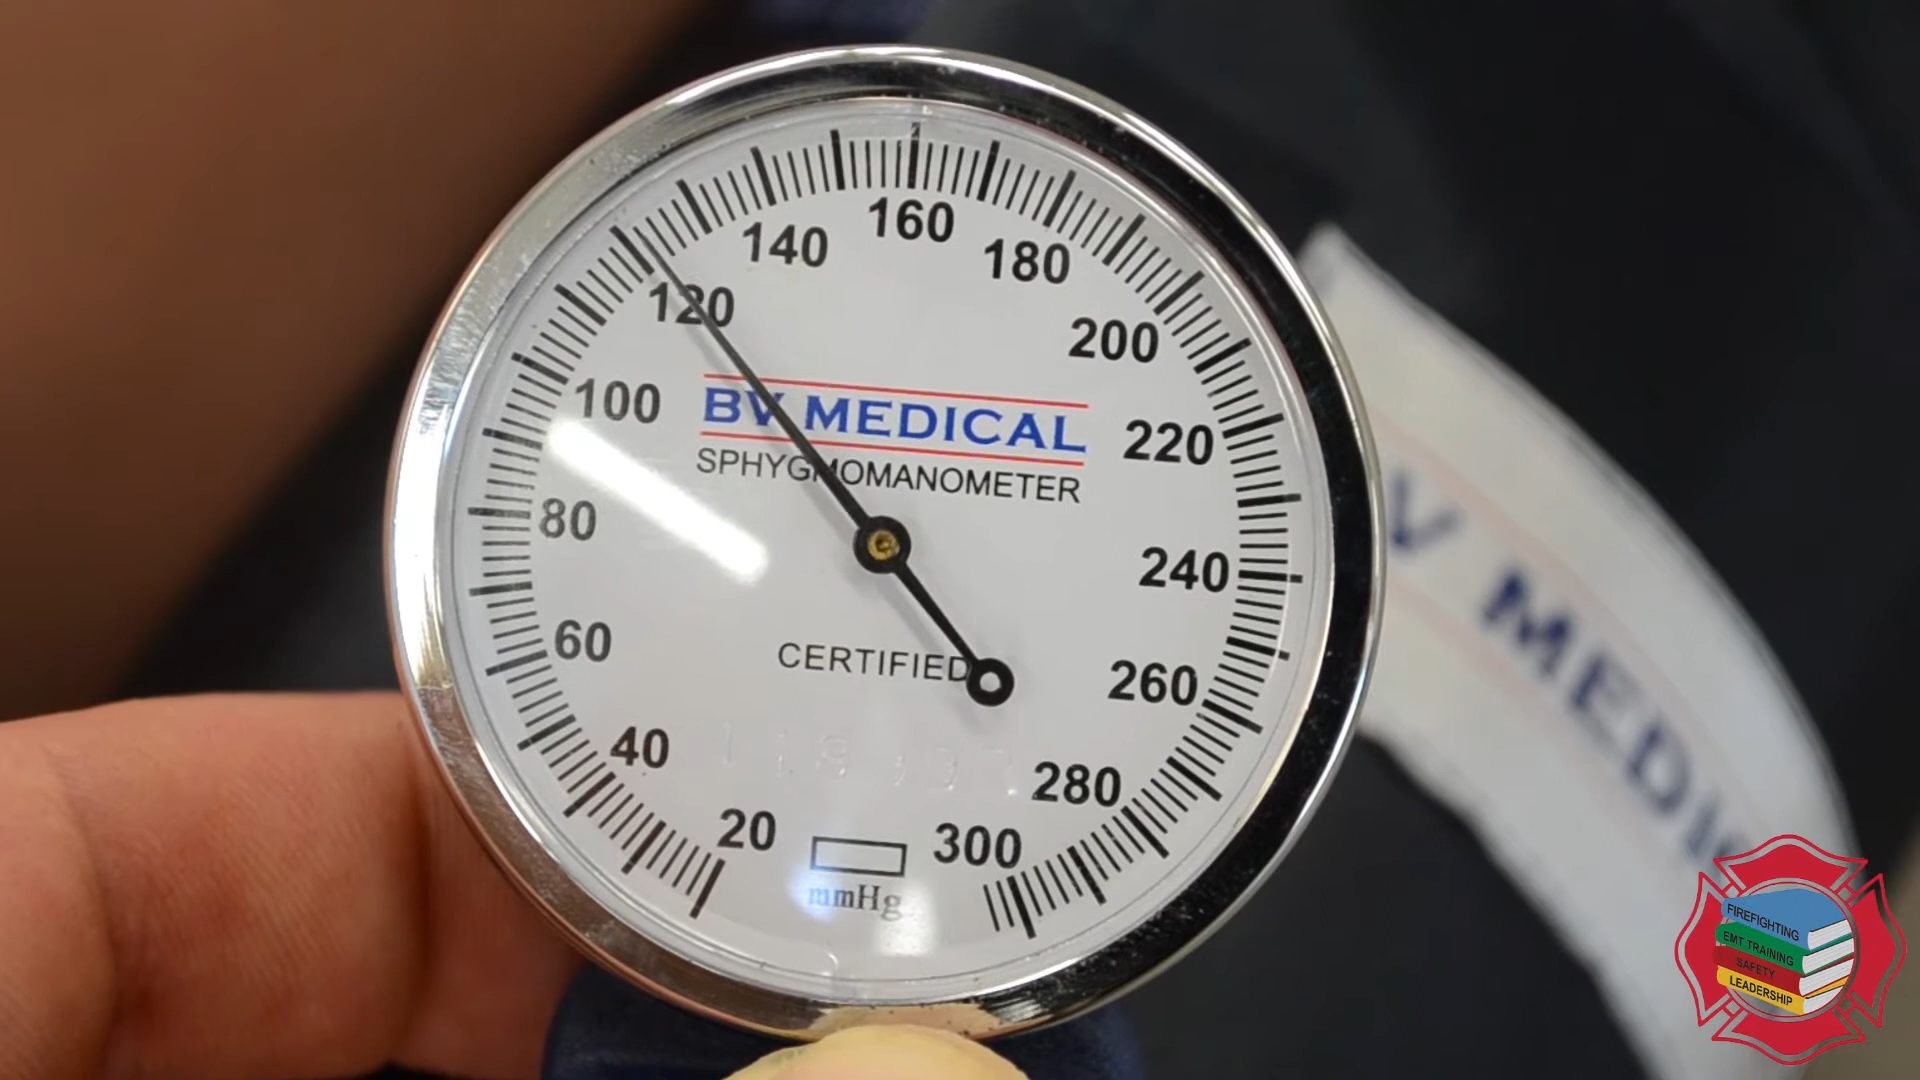 160
140
180
120
200
100
BV MEDICAL
220
SPHYGMOMANOMETER
80
240
60
CERTIFIED
260
40
280
20
300
mmHg
V MEDIC
FIREFIGHTING
EMT TRAINING
SAFETY
LEADERSHIP